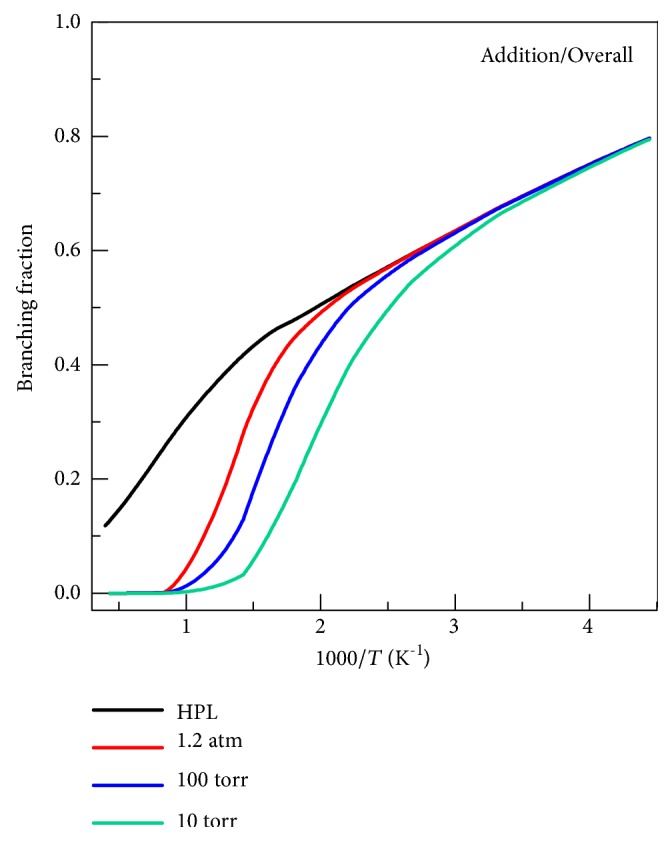 1.0
Addition/Overall
0.8
0.6
0.4
0.2
0.0
Branching fraction
1 2 3 4
1000/T (K-1)
HPL
1.2 atm
100 torr
10 torr